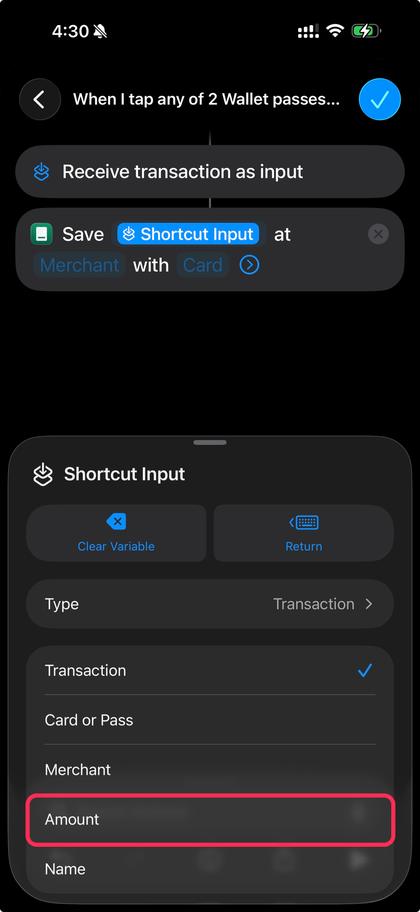 4:30
When I tap any of 2 Wallet passes...
Receive transaction as input
Save Shortcut Input at
Merchant with Card
Shortcut Input
Clear Variable
Return
Type
Transaction
Transaction
Card or Pass
Merchant
Amount
Name